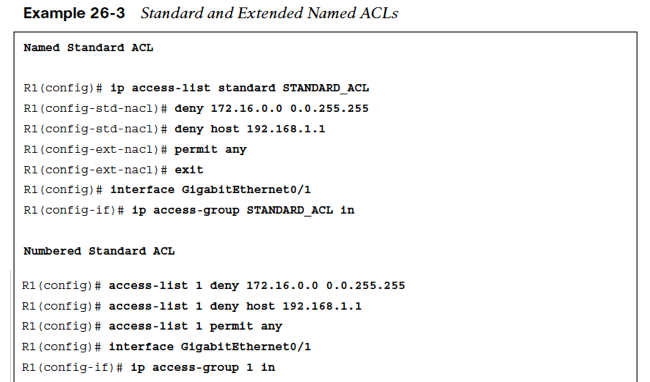 Example 26-3 Standard and Extended Named ACLs
Named Standard ACL
R1(config)# ip access-list standard STANDARD_ACL
R1(config-std-nacl)# deny 172.16.0.0 0.0.255.255
R1(config-std-nacl)# deny host 192.168.1.1
R1(config-ext-nacl)# permit any
R1(config-ext-nacl)# exit
R1(config)# interface GigabitEthernet0/1
R1(config-if)# ip access-group STANDARD_ACL in
Numbered Standard ACL
R1(config)# access-list 1 deny 172.16.0.0 0.0.255.255
R1(config)# access-list 1 deny host 192.168.1.1
R1(config)# access-list 1 permit any
R1(config)# interface GigabitEthernet0/1
R1(config-if)# ip access-group 1 in